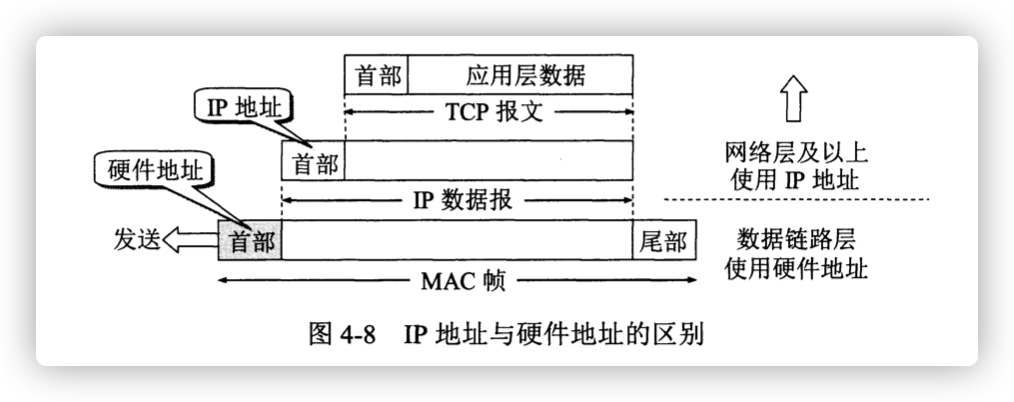 首部 应用层数据
TCP 报文
IP 地址
首部
网络层及以上
使用 IP 地址
硬件地址
IP 数据报
发送
首部
尾部
数据链路层
使用硬件地址
MAC 帧
图 4-8 IP 地址与硬件地址的区别